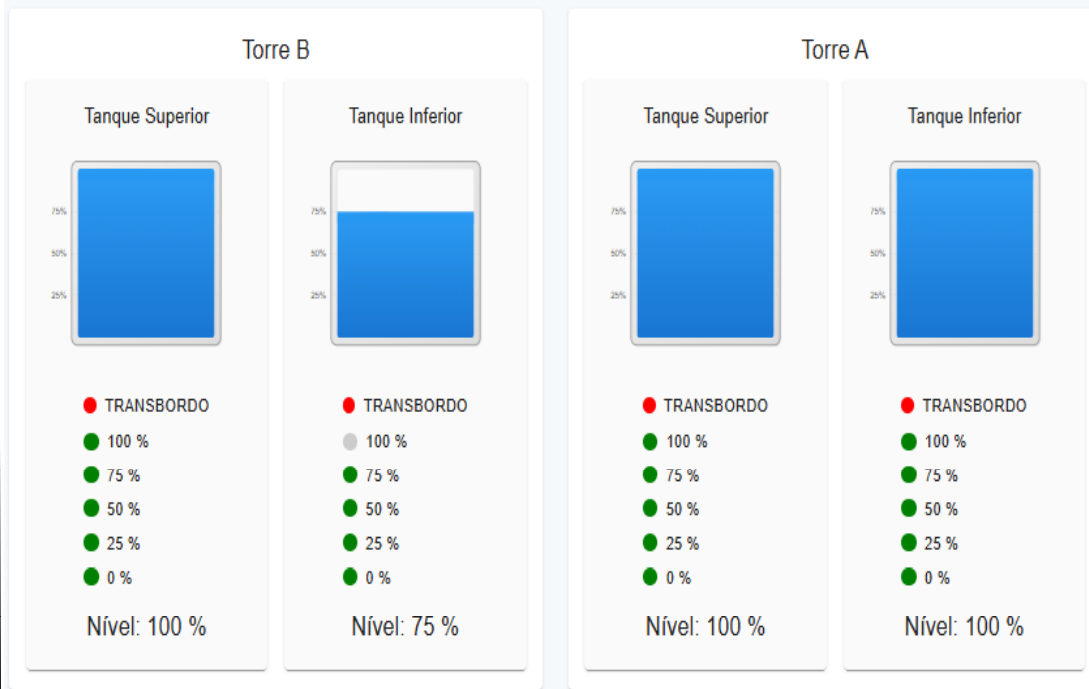 Torre B
Tanque Superior
75%
50%
25%
TRANSBORDO
100 %
75 %
50 %
25 %
0 %
Nível: 100 %
Tanque Inferior
75%
50%
25%
TRANSBORDO
100 %
75 %
50 %
25 %
0 %
Nível: 75 %
Torre A
Tanque Superior
75%
50%
25%
TRANSBORDO
100 %
75 %
50 %
25 %
0 %
Nível: 100 %
Tanque Inferior
75%
50%
25%
TRANSBORDO
100 %
75 %
50 %
25 %
0 %
Nível: 100 %